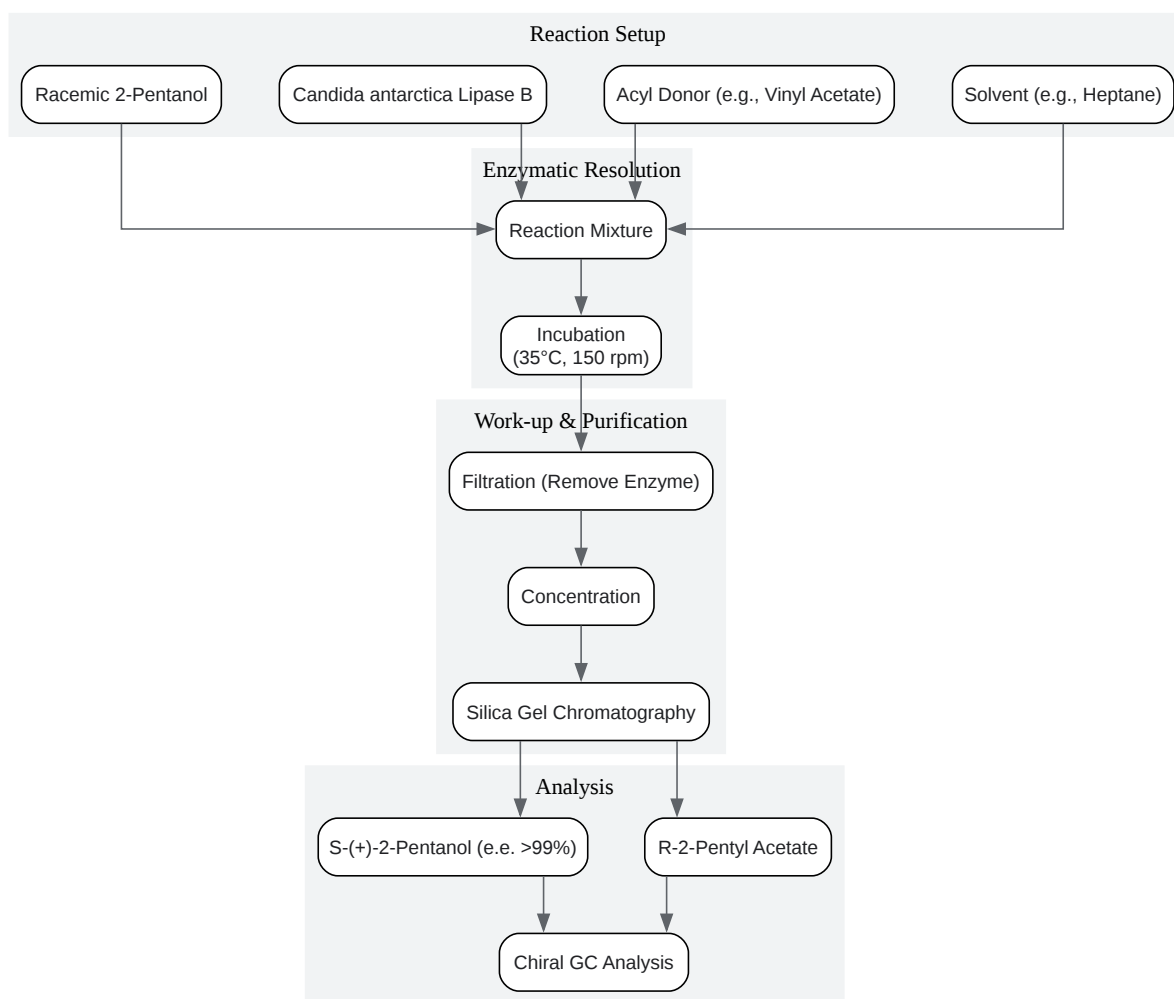 Reaction Setup
Racemic 2-Pentanol
Candida antarctica Lipase B
Acyl Donor (e.g., Vinyl Acetate)
Solvent (e.g., Heptane)
Enzymatic Resolution
Reaction Mixture
Incubation
(35°C, 150 rpm)
Work-up & Purification
Filtration (Remove Enzyme)
Concentration
Silica Gel Chromatography
Analysis
S-(+)-2-Pentanol (e.e. >99%)
R-2-Pentyl Acetate
Chiral GC Analysis